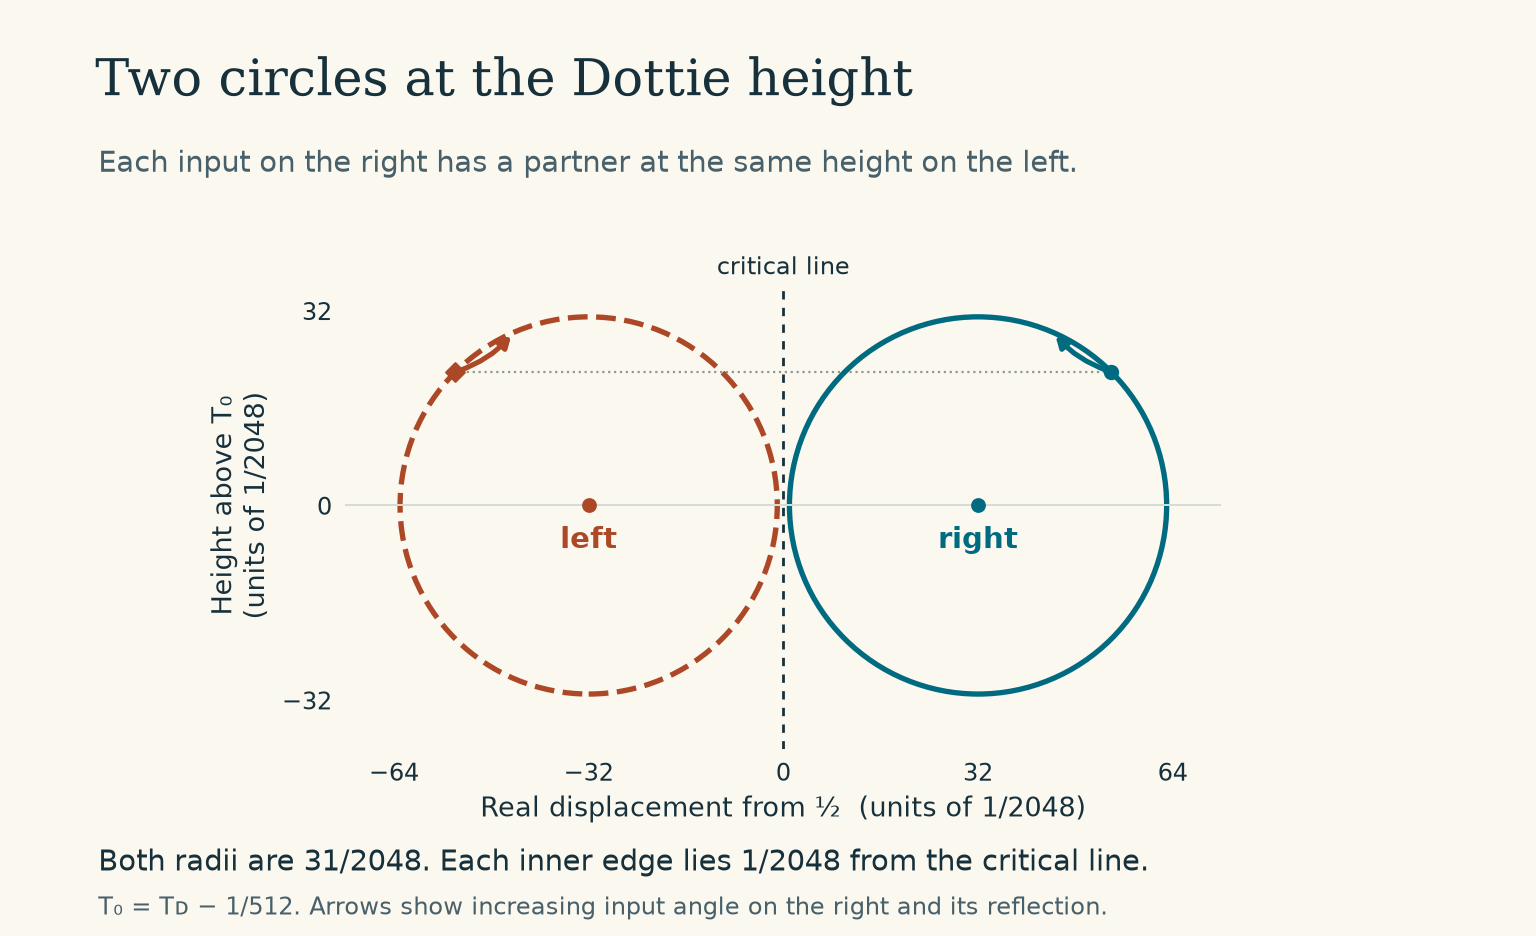 Two circles at the Dottie height
Each input on the right has a partner at the same height on the left.
critical line
32
0
−32
Height above T₀
(units of 1/2048)
left
right
−64
−32
0
32
64
Real displacement from ½ (units of 1/2048)
Both radii are 31/2048. Each inner edge lies 1/2048 from the critical line.
T₀ = Tᴅ − 1/512. Arrows show increasing input angle on the right and its reflection.